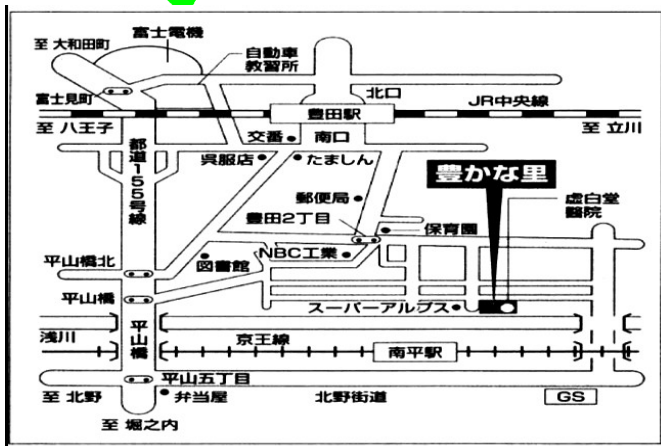 富士電機
至 大和田町
自動車
教習所
北口
富士見町
JR中央線
豊田駅
至 八王子
至 立川
交番
南口
都道155号線
呉服店
たましん
豊かな里
郵便局
虚白堂
醫院
豊田2丁目
保育園
NBC工業
図書館
平山橋北
平山橋
スーパーアルプス
浅川
平山橋
京王線
南平駅
平山五丁目
至 北野
弁当屋
北野街道
GS
至 堀之内